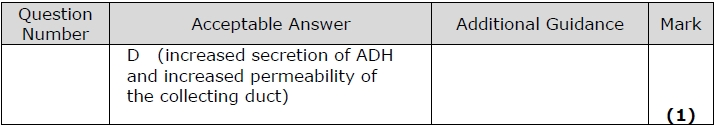 Question Number
Acceptable Answer
Additional Guidance
Mark
D (increased secretion of ADH
and increased permeability of
the collecting duct)
(1)